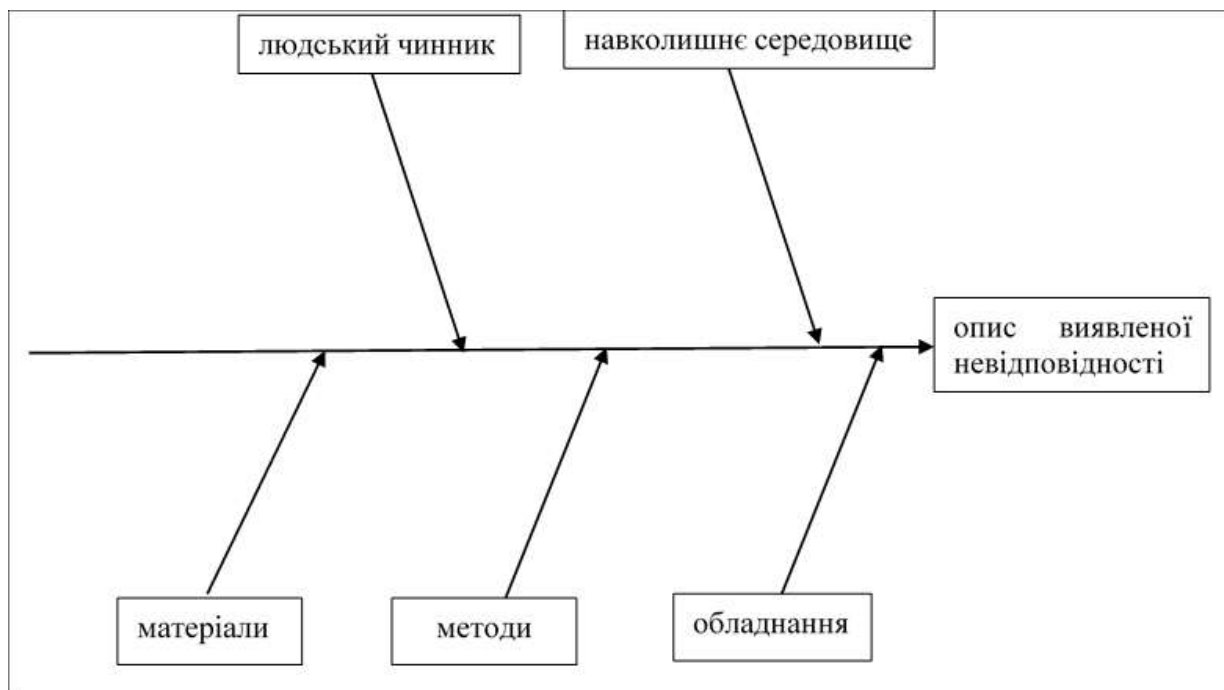 людський чинник
навколишнє середовище
опис виявленої
невідповідності
матеріали
методи
обладнання